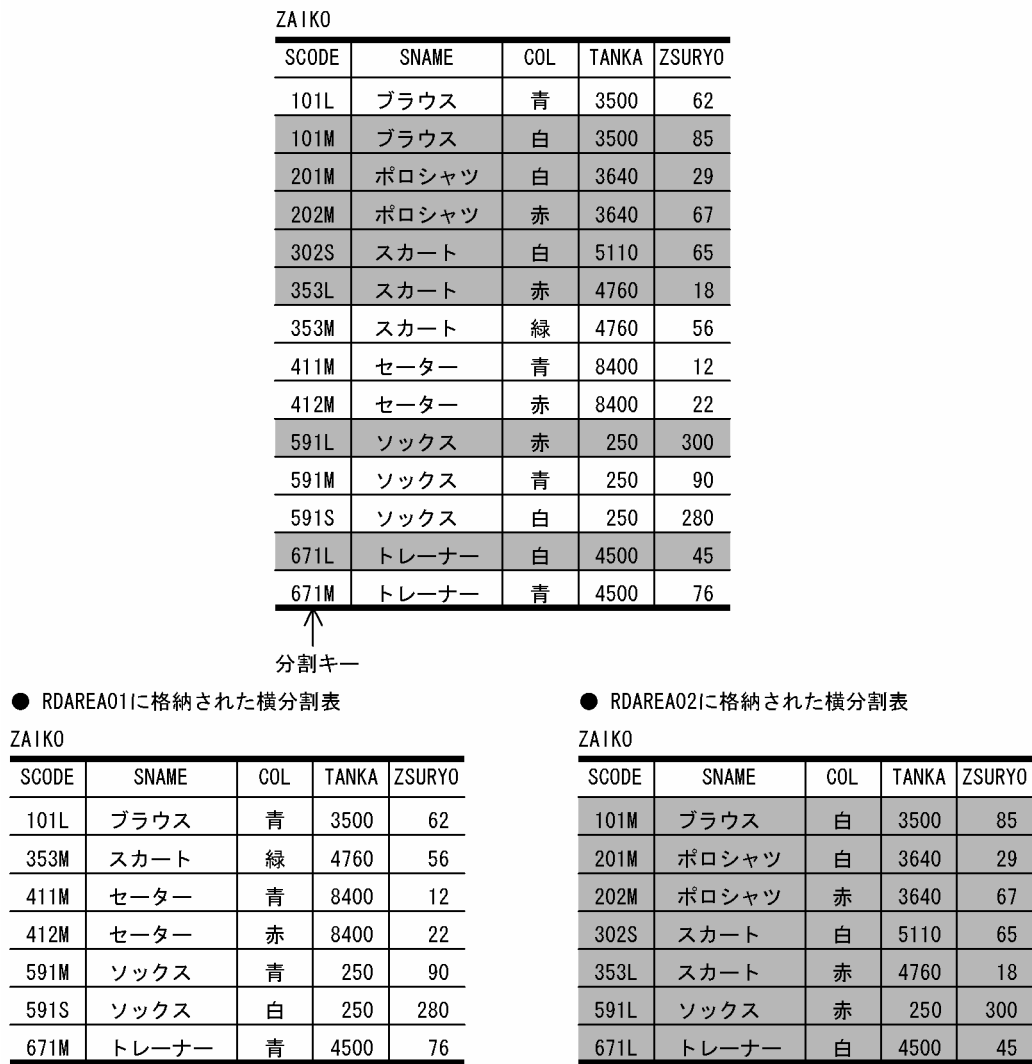 ZAIKO
SCODE SNAME COL TANKA ZSURYO
101L ブラウス 青 3500 62
101M ブラウス 白 3500 85
201M ポロシャツ 白 3640 29
202M ポロシャツ 赤 3640 67
302S スカート 白 5110 65
353L スカート 赤 4760 18
353M スカート 緑 4760 56
411M セーター 青 8400 12
412M セーター 赤 8400 22
591L ソックス 赤 250 300
591M ソックス 青 250 90
591S ソックス 白 250 280
671L トレーナー 白 4500 45
671M トレーナー 青 4500 76
分割キー
● RDAREA01に格納された横分割表
ZAIKO
SCODE SNAME COL TANKA ZSURYO
101L ブラウス 青 3500 62
353M スカート 緑 4760 56
411M セーター 青 8400 12
412M セーター 赤 8400 22
591M ソックス 青 250 90
591S ソックス 白 250 280
671M トレーナー 青 4500 76
● RDAREA02に格納された横分割表
ZAIKO
SCODE SNAME COL TANKA ZSURYO
101M ブラウス 白 3500 85
201M ポロシャツ 白 3640 29
202M ポロシャツ 赤 3640 67
302S スカート 白 5110 65
353L スカート 赤 4760 18
591L ソックス 赤 250 300
671L トレーナー 白 4500 45